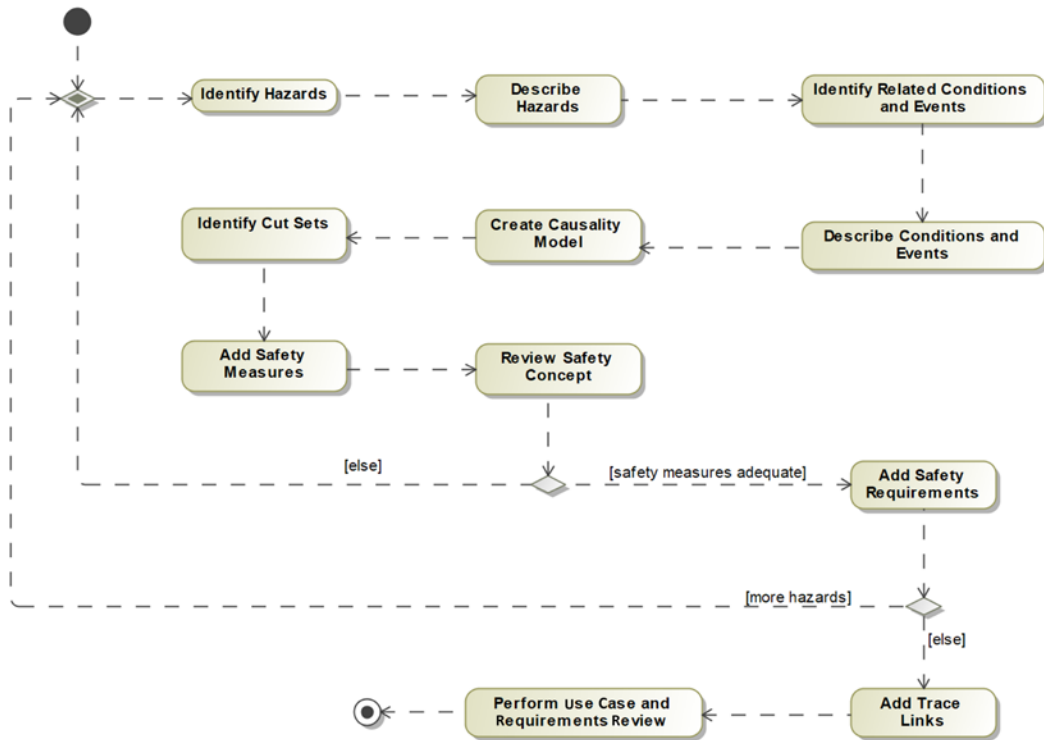 Identify Hazards
Describe
Hazards
Identify Related Conditions
and Events
Identify Cut Sets
Create Causality
Model
Describe Conditions and
Events
Add Safety
Measures
Review Safety
Concept
[else]
[safety measures adequate]
Add Safety
Requirements
[more hazards]
[else]
Perform Use Case and
Requirements Review
Add Trace
Links